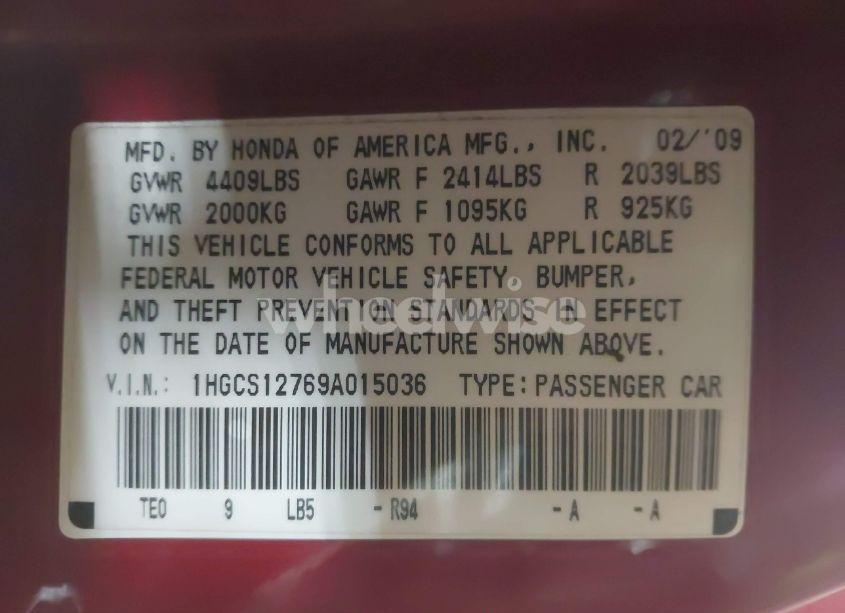 MFD. BY HONDA OF AMERICA MFG., INC. 02/'09
GVWR 4409LBS GAWR F 2414LBS R 2039LBS
GVWR 2000KG GAWR F 1095KG R 925KG
THIS VEHICLE CONFORMS TO ALL APPLICABLE
FEDERAL MOTOR VEHICLE SAFETY, BUMPER,
AND THEFT PREVENTION STANDARDS IN EFFECT
wheelwise
ON THE DATE OF MANUFACTURE SHOWN ABOVE.
V.I.N.: 1HGCS12769A015036 TYPE: PASSENGER CAR
TE0 9 LB5 - R94 - A - A